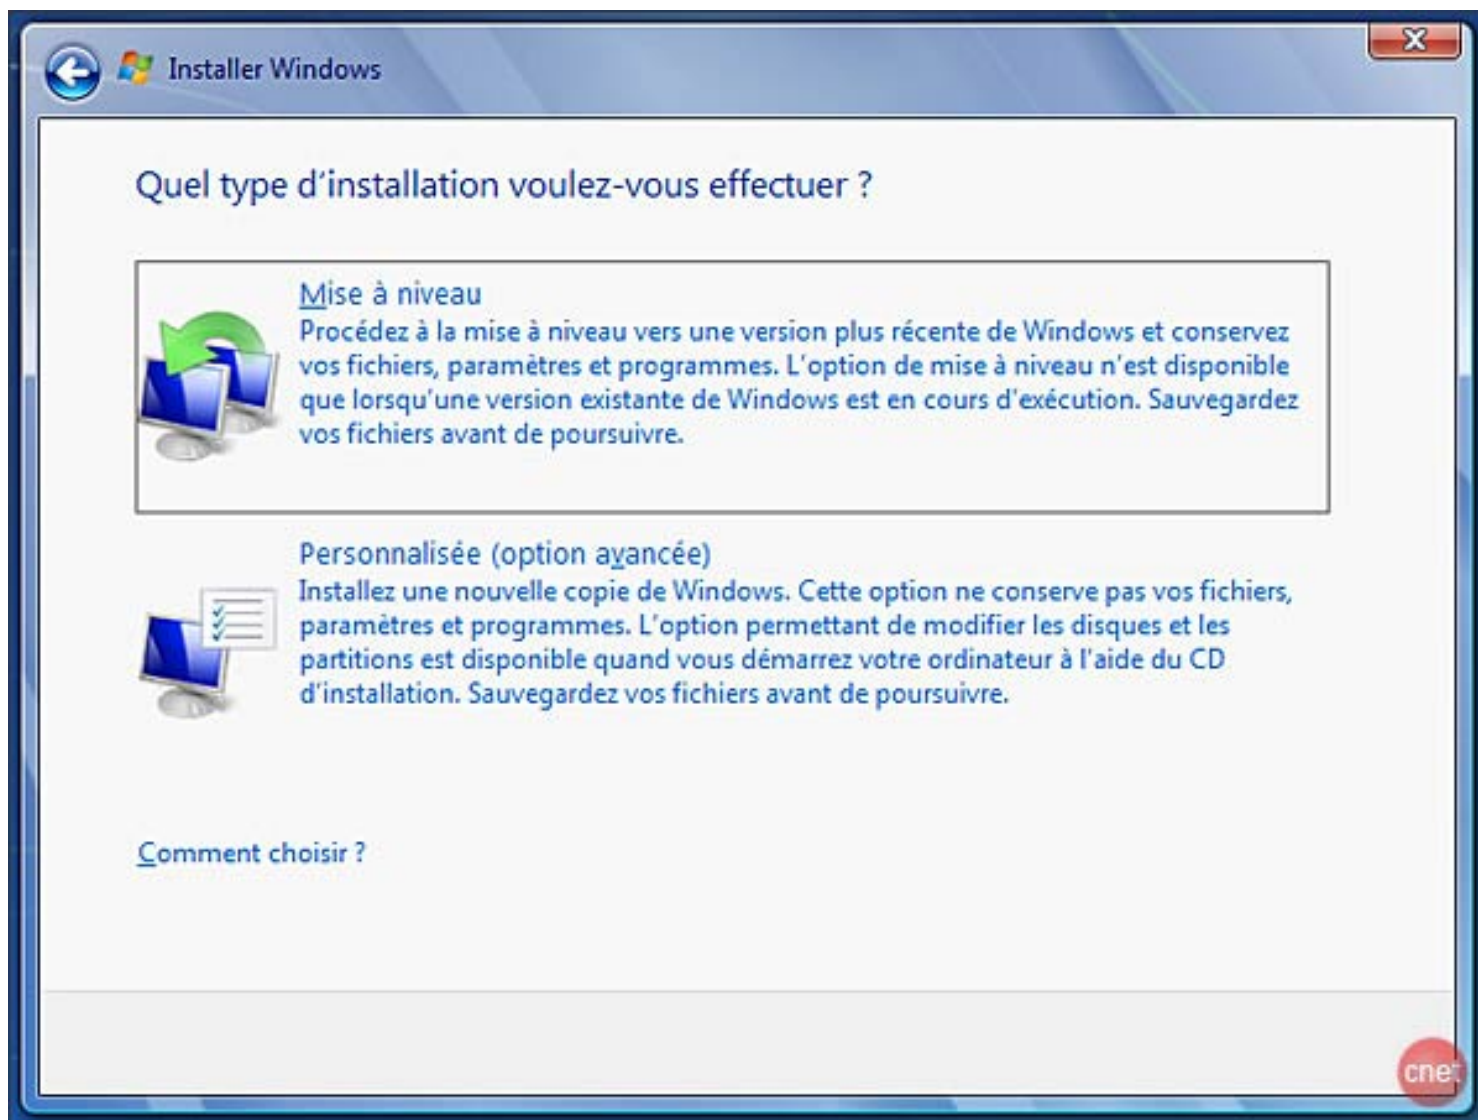 Installer Windows
Quel type d'installation voulez-vous effectuer ?
Mise à niveau
Procédez à la mise à niveau vers une version plus récente de Windows et conservez
vos fichiers, paramètres et programmes. L'option de mise à niveau n'est disponible
que lorsqu'une version existante de Windows est en cours d'exécution. Sauvegardez
vos fichiers avant de poursuivre.
Personnalisée (option avancée)
Installez une nouvelle copie de Windows. Cette option ne conserve pas vos fichiers,
paramètres et programmes. L'option permettant de modifier les disques et les
partitions est disponible quand vous démarrez votre ordinateur à l'aide du CD
d'installation. Sauvegardez vos fichiers avant de poursuivre.
Comment choisir ?
cnet